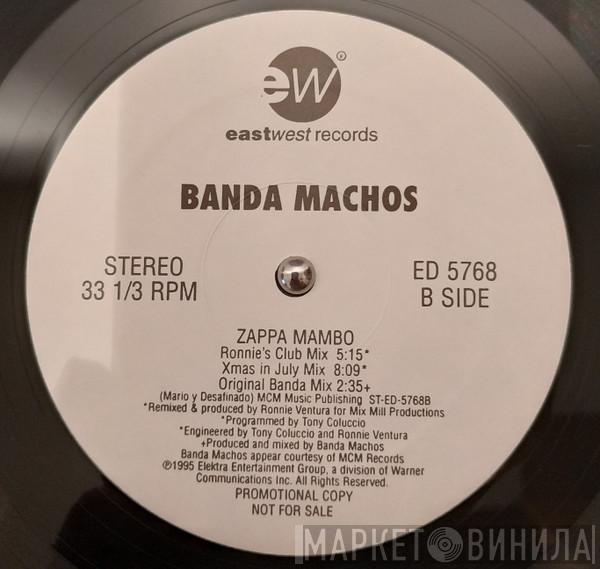 ew
®
eastwest records
BANDA MACHOS
STEREO
33 1/3 RPM
ED 5768
B SIDE
ZAPPA MAMBO
Ronnie's Club Mix 5:15*
Xmas in July Mix 8:09*
Original Banda Mix 2:35+
(Mario y Desafinado) MCM Music Publishing ST-ED-5768B
*Remixed & produced by Ronnie Ventura for Mix Mill Productions
*Programmed by Tony Coluccio
*Engineered by Tony Coluccio and Ronnie Ventura
+Produced and mixed by Banda Machos
Banda Machos appear courtesy of MCM Records
℗1995 Elektra Entertainment Group, a division of Warner
Communications Inc. All Rights Reserved.
PROMOTIONAL COPY
NOT FOR SALE
МАРКЕТ ВИНИЛА